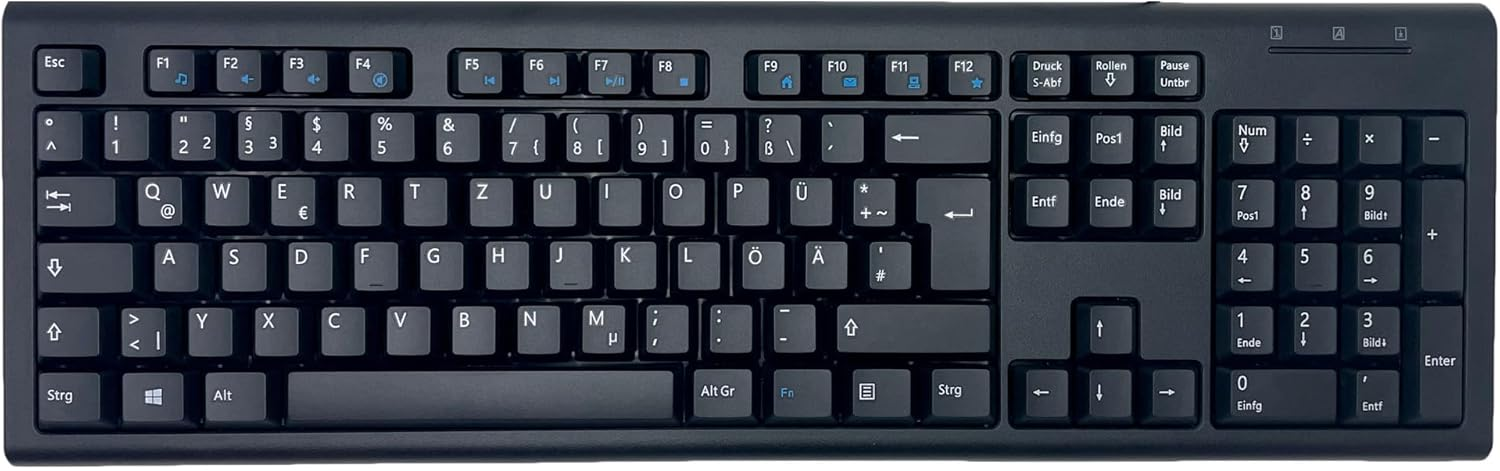 1 A ↓
Esc F1 F2 F3 F4 F5 F6 F7 F8 F9 F10 F11 F12 Druck Rollen Pause
S-Abf ⇩ Untbr
° ! " § $ % & / ( ) = ? ` ← Einfg Pos1 Bild Num ÷ × −
^ 1 2 ² 3 ³ 4 5 6 7 { 8 [ 9 ] 0 } ß \ ´ ↑ ⇩
Q W E R T Z U I O P Ü * Entf Ende Bild 7 8 9
@ € + ~ ↓ Pos1 ↑ Bild↑ +
A S D F G H J K L Ö Ä ' 4 5 6
# ← →
> Y X C V B N M ; : _ ⇧ ↑ 1 2 3
⇧ < | µ , . - Ende ↓ Bild↓ Enter
Strg Alt Alt Gr Fn Strg ← ↓ → 0 ,
Einfg Entf